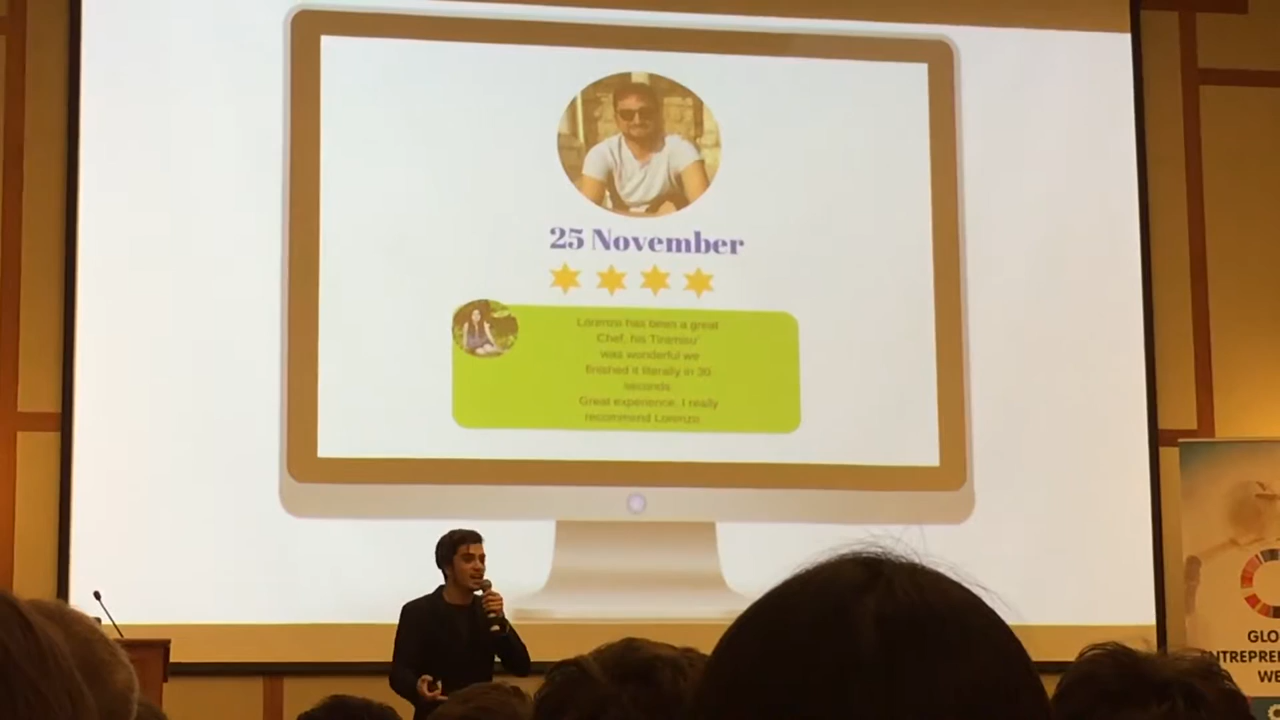 25 November
Lorenzo has been a great
Chef, his Tiramisu'
was wonderful we
finished it literally in 30
seconds
Great experience, I really
recommend Lorenzo
GLO
NTREPRE
WE